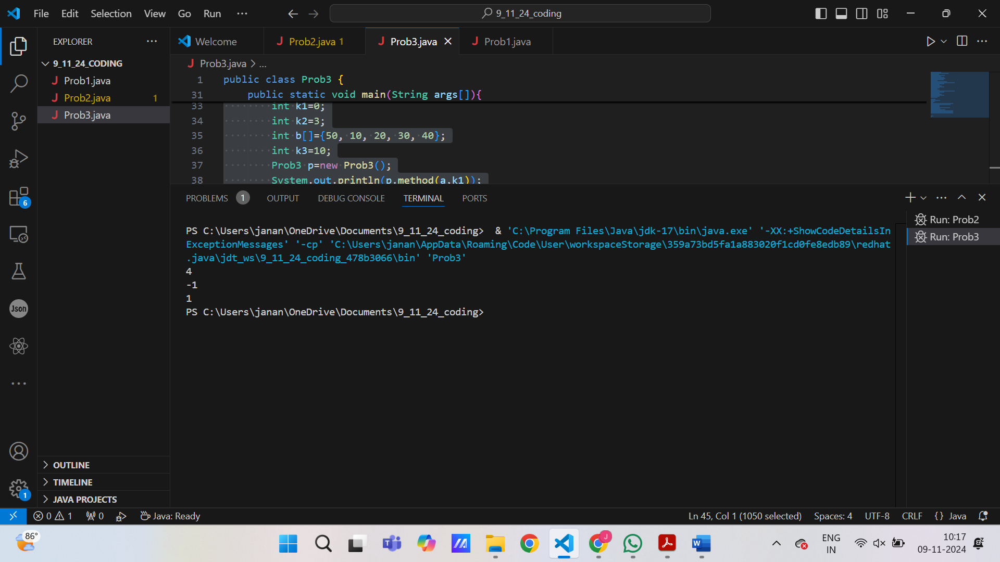 File Edit Selection View Go Run ... 9_11_24_coding
EXPLORER ...
9_11_24_CODING
Prob1.java
Prob2.java 1
Prob3.java
Welcome Prob2.java 1 Prob3.java Prob1.java
Prob3.java > ...
1 public class Prob3 {
31 public static void main(String args[]){
33 int k1=0;
34 int k2=3;
35 int b[]={50, 10, 20, 30, 40};
36 int k3=10;
37 Prob3 p=new Prob3();
38 System.out.println(p.method(a,k1));
PROBLEMS 1 OUTPUT DEBUG CONSOLE TERMINAL PORTS
PS C:\Users\janan\OneDrive\Documents\9_11_24_coding>  & 'C:\Program Files\Java\jdk-17\bin\java.exe' '-XX:+ShowCodeDetailsIn
ExceptionMessages' '-cp' 'C:\Users\janan\AppData\Roaming\Code\User\workspaceStorage\359a73bd5fa1a883020f1cd0fe8edb89\redhat
.java\jdt_ws\9_11_24_coding_478b3066\bin' 'Prob3'
4
-1
1
PS C:\Users\janan\OneDrive\Documents\9_11_24_coding>
Run: Prob2
Run: Prob3
6
Json
1
OUTLINE
TIMELINE
JAVA PROJECTS
0 1 0 Java: Ready
Ln 45, Col 1 (1050 selected) Spaces: 4 UTF-8 CRLF {} Java
86°
J
ENG
IN
10:17
09-11-2024